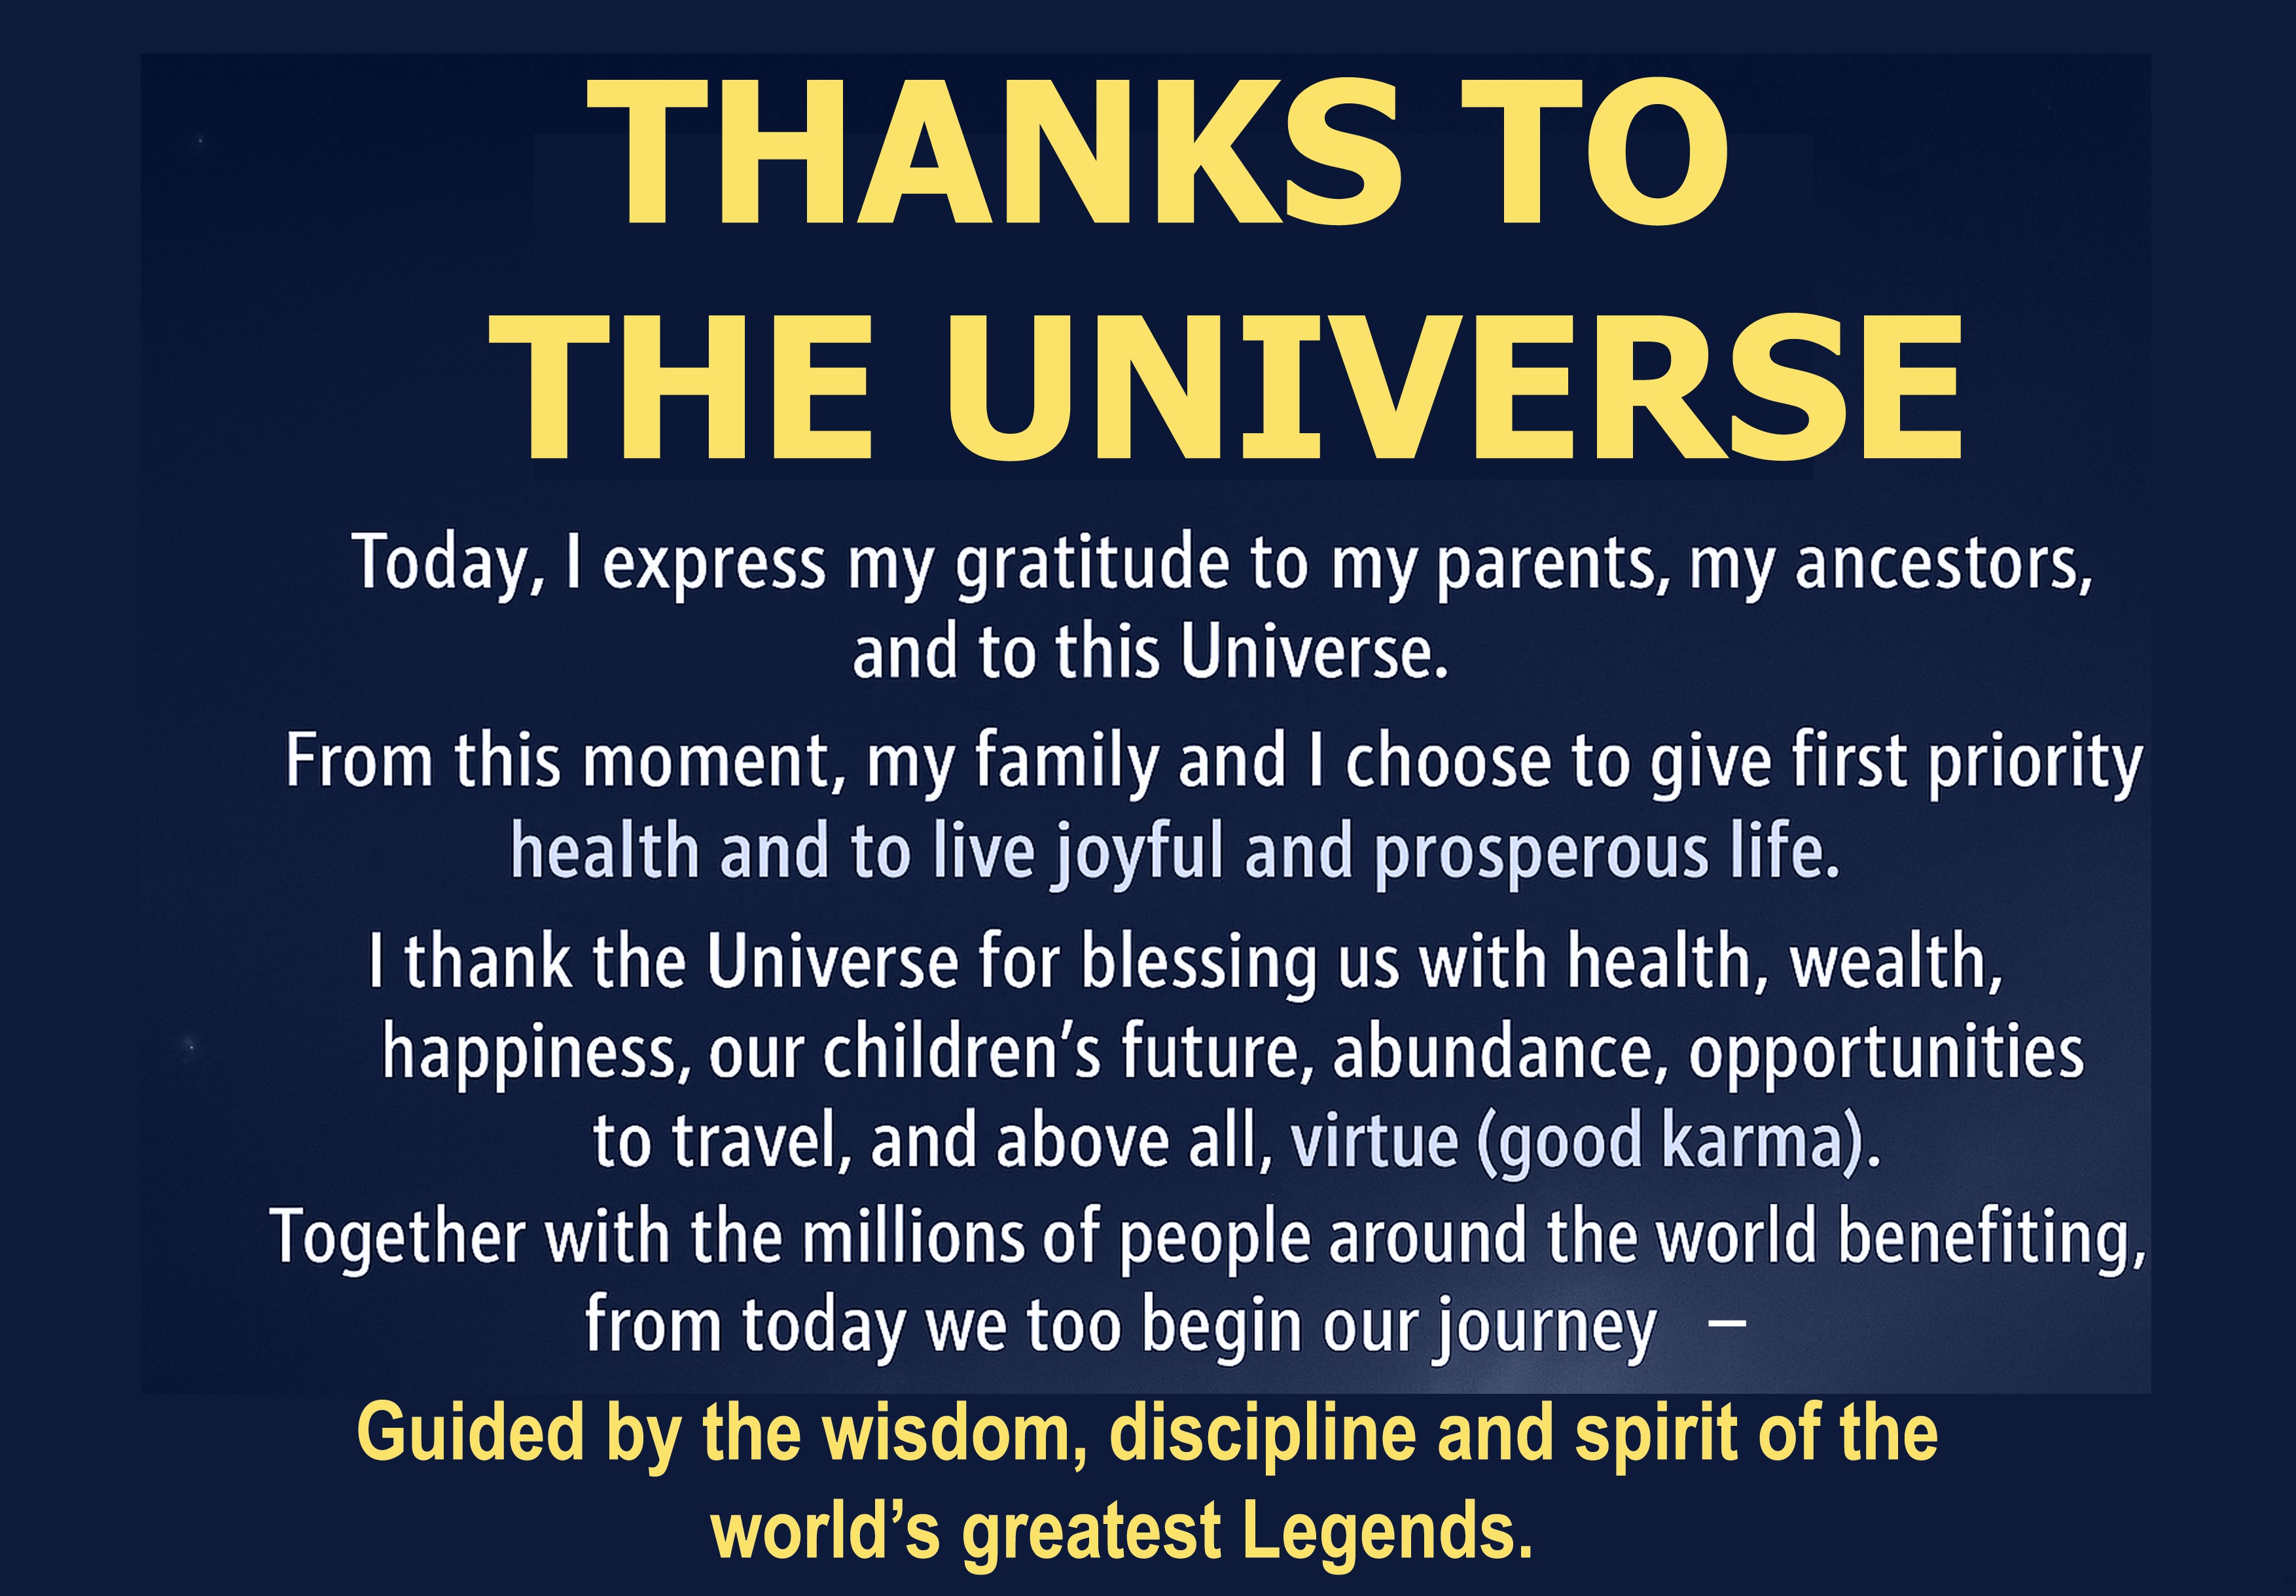 THANKS TO
THE UNIVERSE
Today, I express my gratitude to my parents, my ancestors,
and to this Universe.
From this moment, my family and I choose to give first priority
health and to live joyful and prosperous life.
I thank the Universe for blessing us with health, wealth,
happiness, our children’s future, abundance, opportunities
to travel, and above all, virtue (good karma).
Together with the millions of people around the world benefiting,
from today we too begin our journey –
Guided by the wisdom, discipline and spirit of the
world’s greatest Legends.